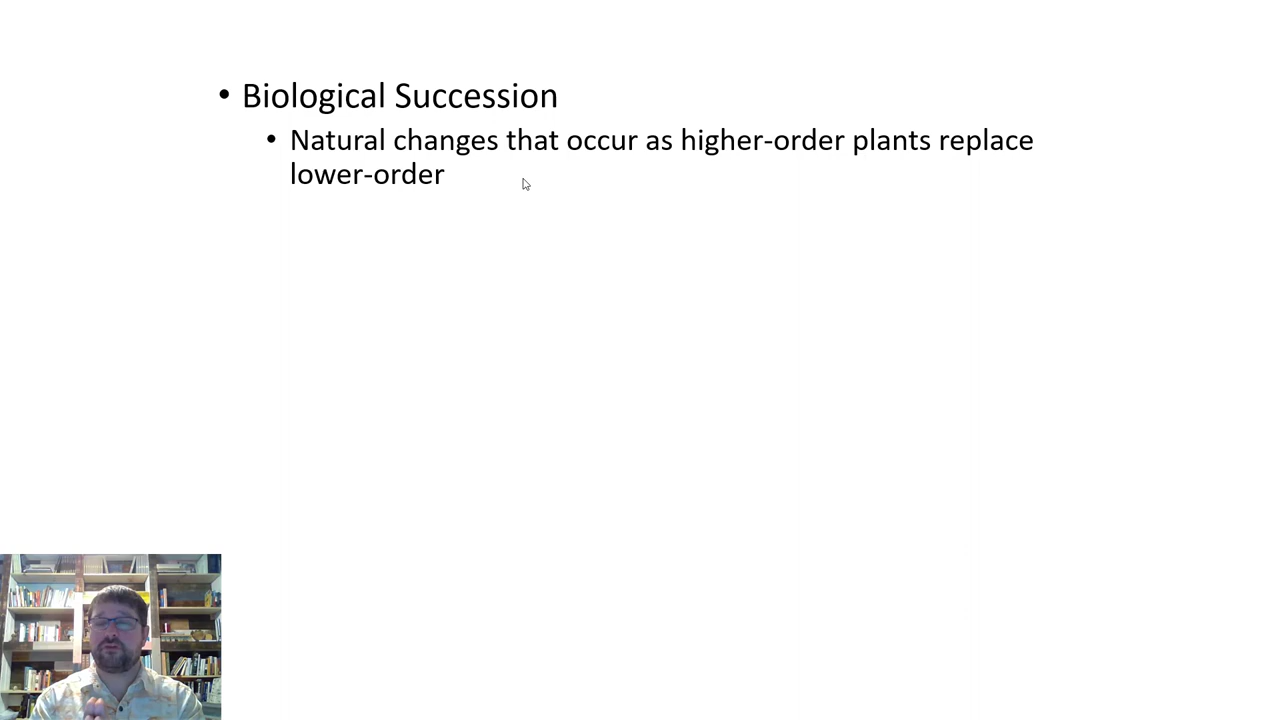 • Biological Succession
• Natural changes that occur as higher-order plants replace
lower-order